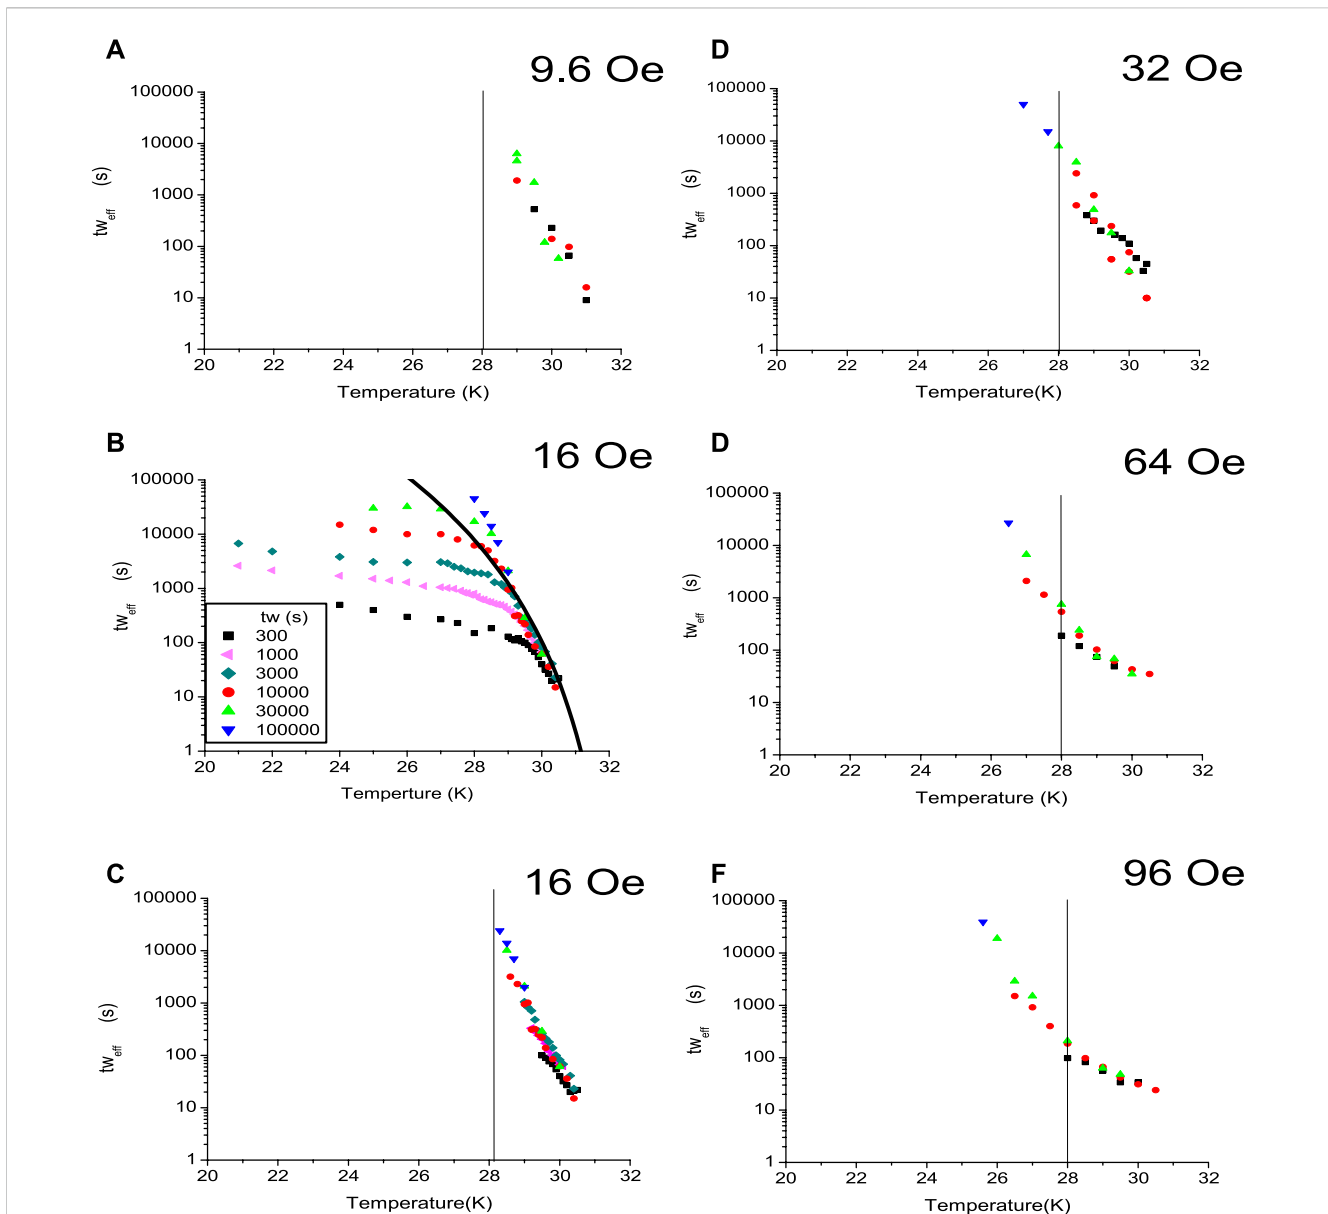 A
9.6 Oe
100000
10000
1000
100
10
1
tw_eff (s)
20 22 24 26 28 30 32
Temperature (K)
D
32 Oe
100000
10000
1000
100
10
1
tw_eff (s)
20 22 24 26 28 30 32
Temperature(K)
B
16 Oe
100000
10000
1000
100
10
1
tw_eff (s)
tw (s)
300
1000
3000
10000
30000
100000
20 22 24 26 28 30 32
Temperture (K)
D
64 Oe
100000
10000
1000
100
10
1
tw_eff (s)
20 22 24 26 28 30 32
Temperature (K)
C
16 Oe
100000
10000
1000
100
10
1
tw_eff (s)
20 22 24 26 28 30 32
Temperature(K)
F
96 Oe
100000
10000
1000
100
10
1
tw_eff (s)
20 22 24 26 28 30 32
Temperature(K)